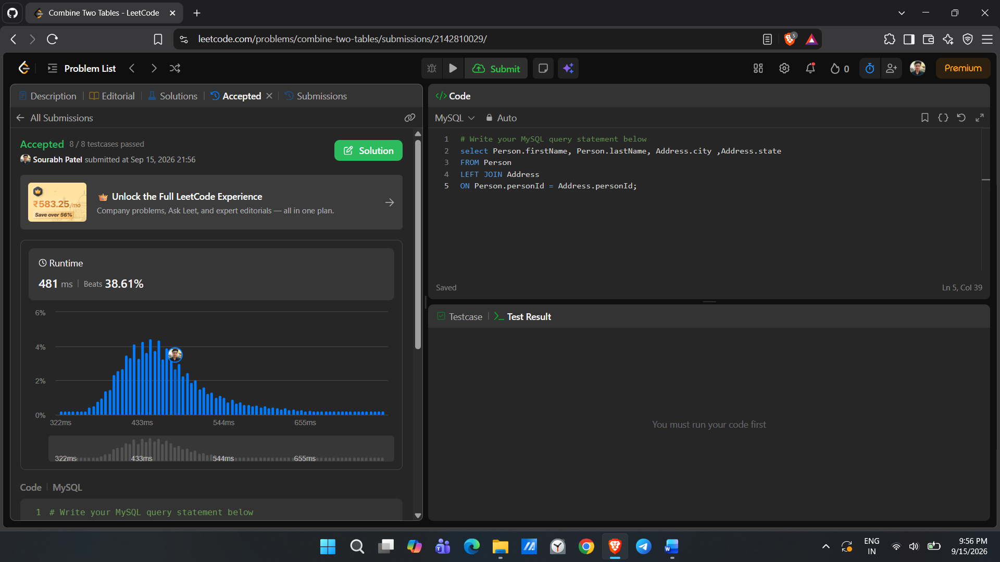 Combine Two Tables - LeetCode
leetcode.com/problems/combine-two-tables/submissions/2142810029/
5
Problem List
Submit
0
Premium
Description
Editorial
Solutions
Accepted
Submissions
All Submissions
Accepted 8 / 8 testcases passed
Sourabh Patel submitted at Sep 15, 2026 21:56
Solution
₹583.25/mo
Save over 56%
Unlock the Full LeetCode Experience
Company problems, Ask Leet, and expert editorials — all in one plan.
Runtime
481 ms | Beats 38.61%
6%
4%
2%
0%
322ms 433ms 544ms 655ms
322ms 433ms 544ms 655ms
Code | MySQL
1 # Write your MySQL query statement below
</> Code
MySQL Auto
1 # Write your MySQL query statement below
2 select Person.firstName, Person.lastName, Address.city ,Address.state
3 FROM Person
4 LEFT JOIN Address
5 ON Person.personId = Address.personId;
Saved
Ln 5, Col 39
Testcase
Test Result
You must run your code first
ENG
IN
9:56 PM
9/15/2026